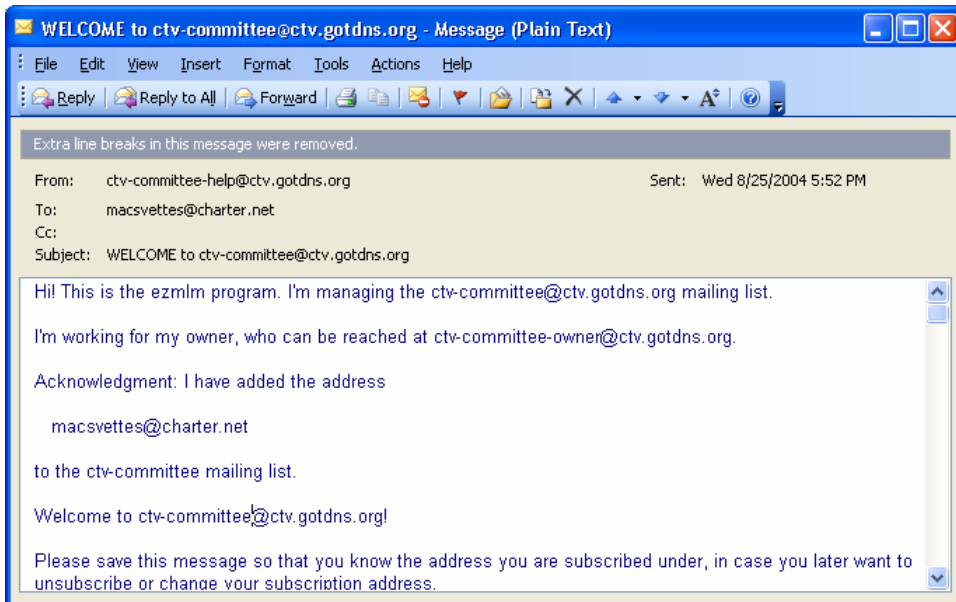 WELCOME to ctv-committee@ctv.gotdns.org - Message (Plain Text)
File Edit View Insert Format Tools Actions Help
Reply Reply to All Forward
Extra line breaks in this message were removed.
From: ctv-committee-help@ctv.gotdns.org Sent: Wed 8/25/2004 5:52 PM
To: macsvettes@charter.net
Cc:
Subject: WELCOME to ctv-committee@ctv.gotdns.org
Hi! This is the ezmlm program. I'm managing the ctv-committee@ctv.gotdns.org mailing list.
I'm working for my owner, who can be reached at ctv-committee-owner@ctv.gotdns.org.
Acknowledgment: I have added the address
macsvettes@charter.net
to the ctv-committee mailing list.
Welcome to ctv-committee@ctv.gotdns.org!
Please save this message so that you know the address you are subscribed under, in case you later want to
unsubscribe or change your subscription address.